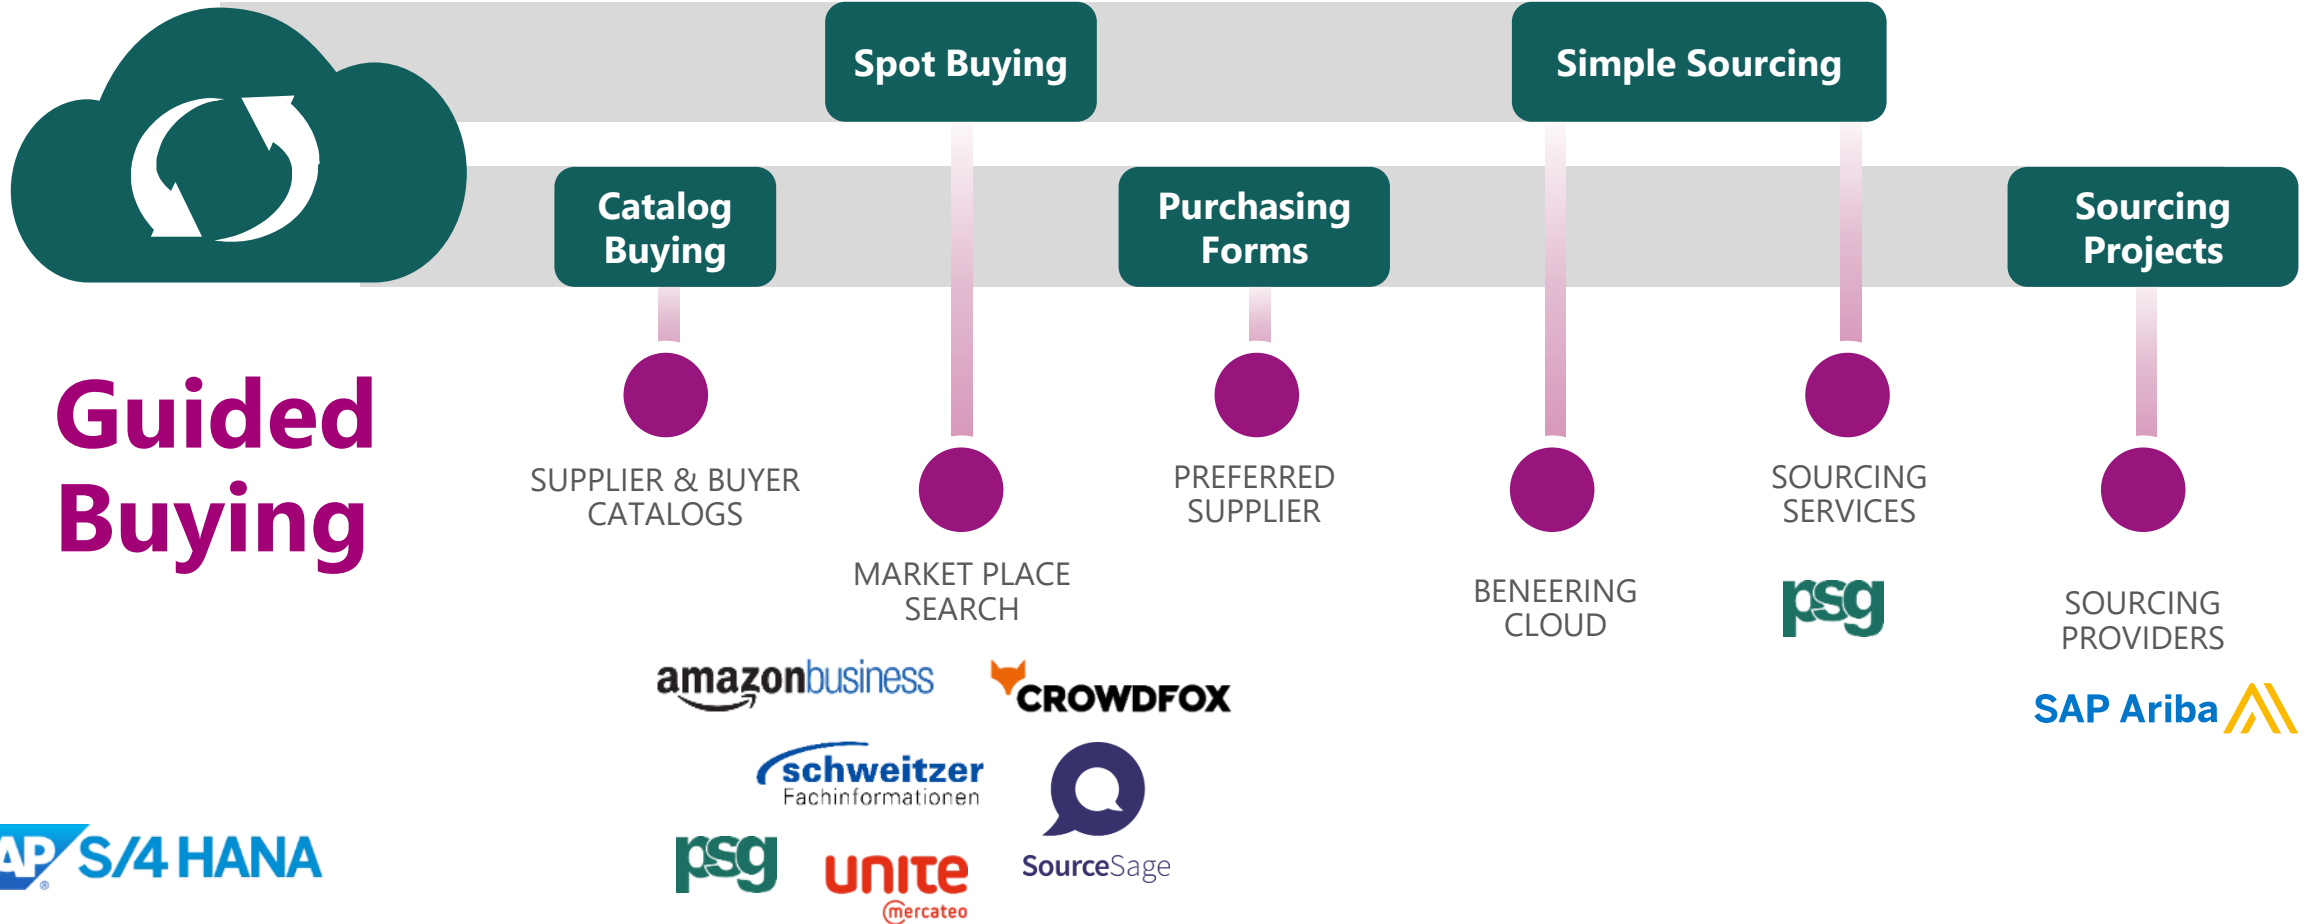 Spot Buying
Simple Sourcing
Catalog
Buying
Purchasing
Forms
Sourcing
Projects
Guided
Buying
SUPPLIER & BUYER
CATALOGS
MARKET PLACE
SEARCH
PREFERRED
SUPPLIER
BENEERING
CLOUD
SOURCING
SERVICES
psg
SOURCING
PROVIDERS
SAP Ariba
amazonbusiness
CROWDFOX
schweitzer
Fachinformationen
SourceSage
psg
unite
mercateo
AP® S/4 HANA